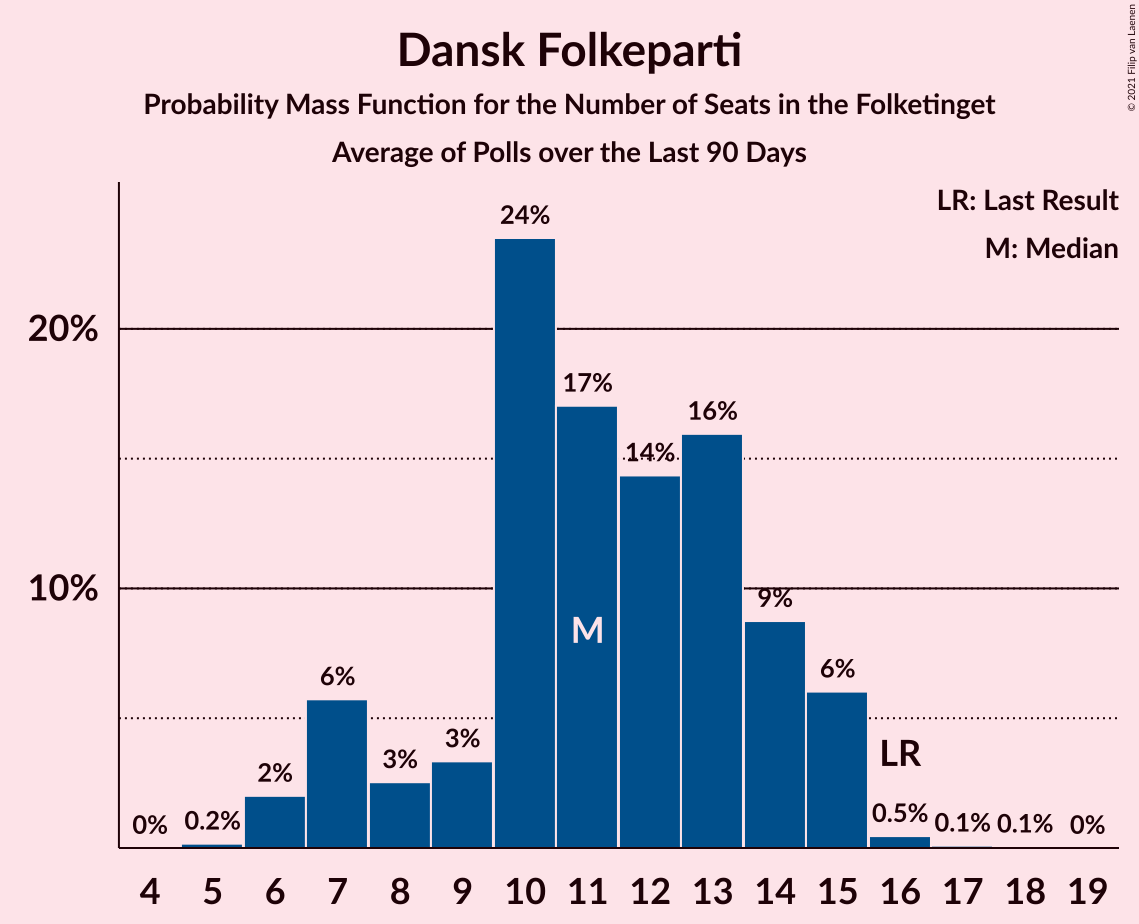 Dansk Folkeparti
Probability Mass Function for the Number of Seats in the Folketinget
Average of Polls over the Last 90 Days
© 2021 Filip van Laenen
LR: Last Result
M: Median
24%
20%
17%
16%
14%
10%
9%
M
6%
6%
LR
3%
3%
2%
0%
0.2%
0.5%
0.1%
0.1%
0%
4 5 6 7 8 9 10 11 12 13 14 15 16 17 18 19